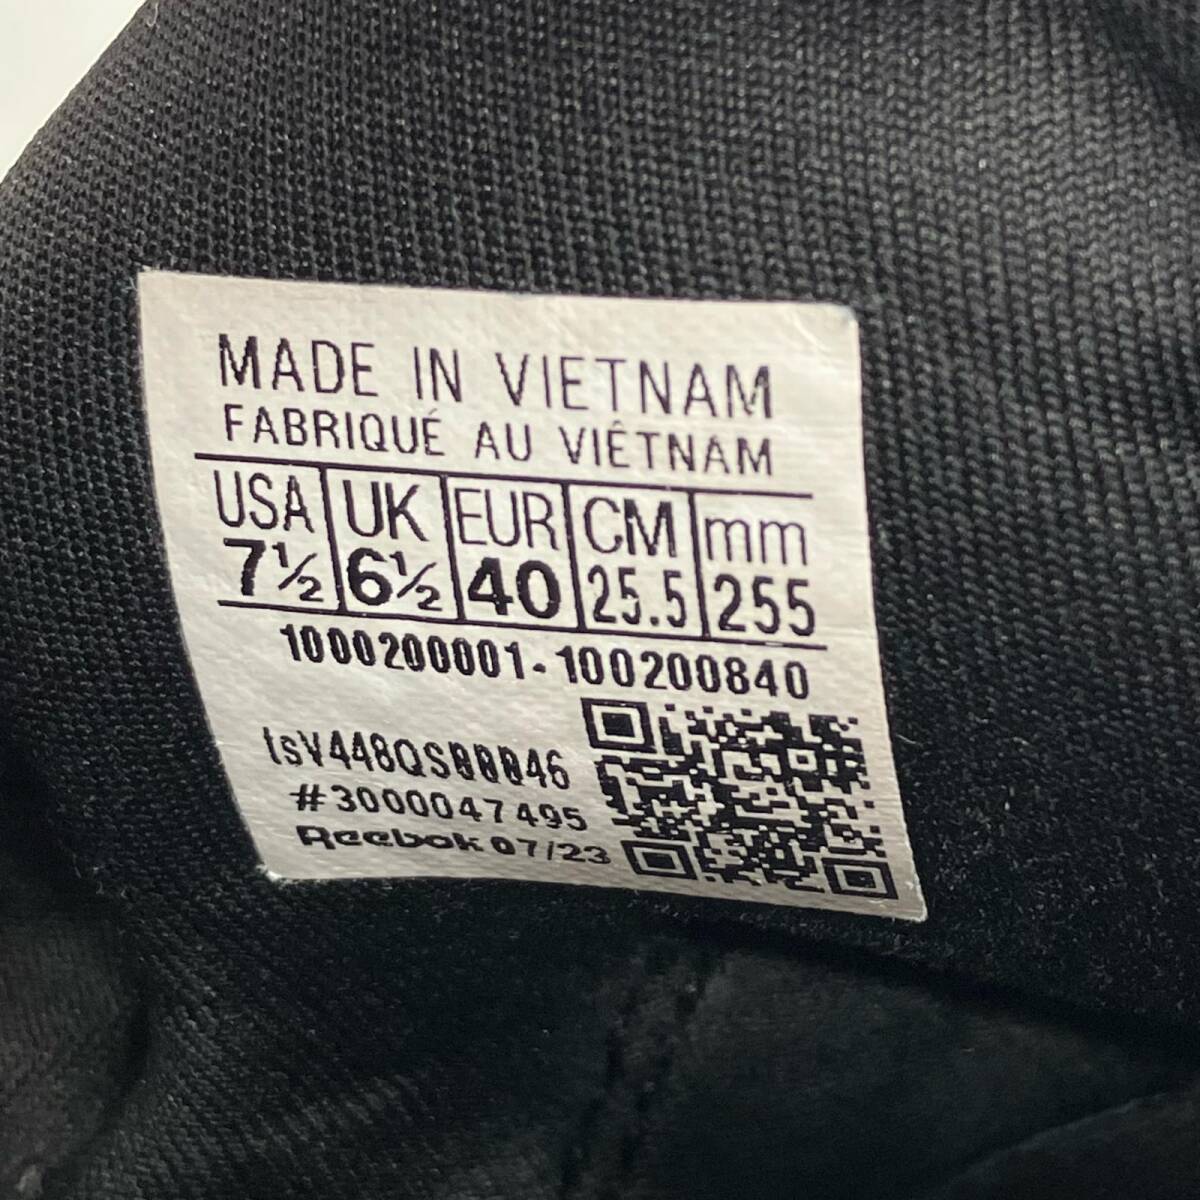 MADE IN VIETNAM
FABRIQUÉ AU VIÊTNAM
USA UK EUR CM mm
7½ 6½ 40 25.5 255
1000200001-100200840
tsV448QS00046
#3000047495
Reebok 07/23